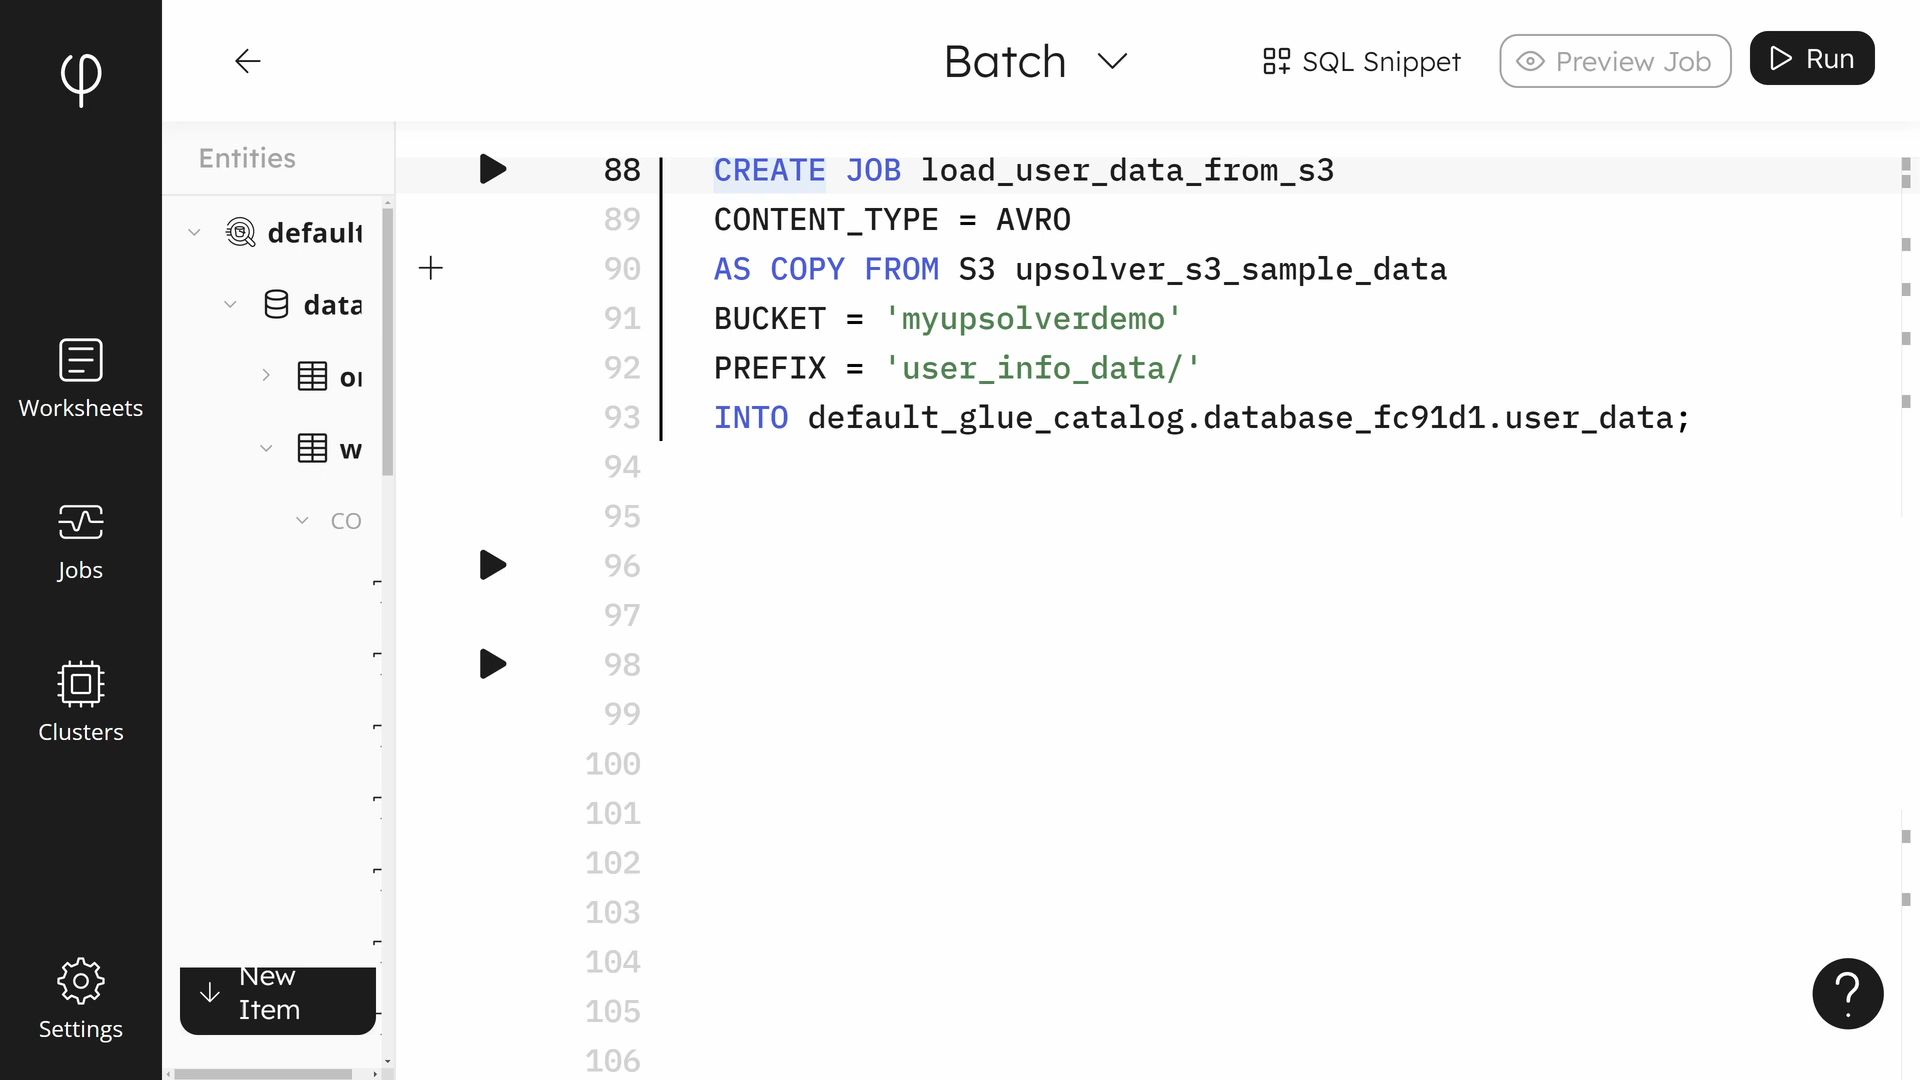 Batch
SQL Snippet
Preview Job
Run
Entities
default
data
CO
New
Item
Worksheets
Jobs
Clusters
Settings
88 CREATE JOB load_user_data_from_s3
89 CONTENT_TYPE = AVRO
90 AS COPY FROM S3 upsolver_s3_sample_data
91 BUCKET = 'myupsolverdemo'
92 PREFIX = 'user_info_data/'
93 INTO default_glue_catalog.database_fc91d1.user_data;
94
95
96
97
98
99
100
101
102
103
104
105
106
?